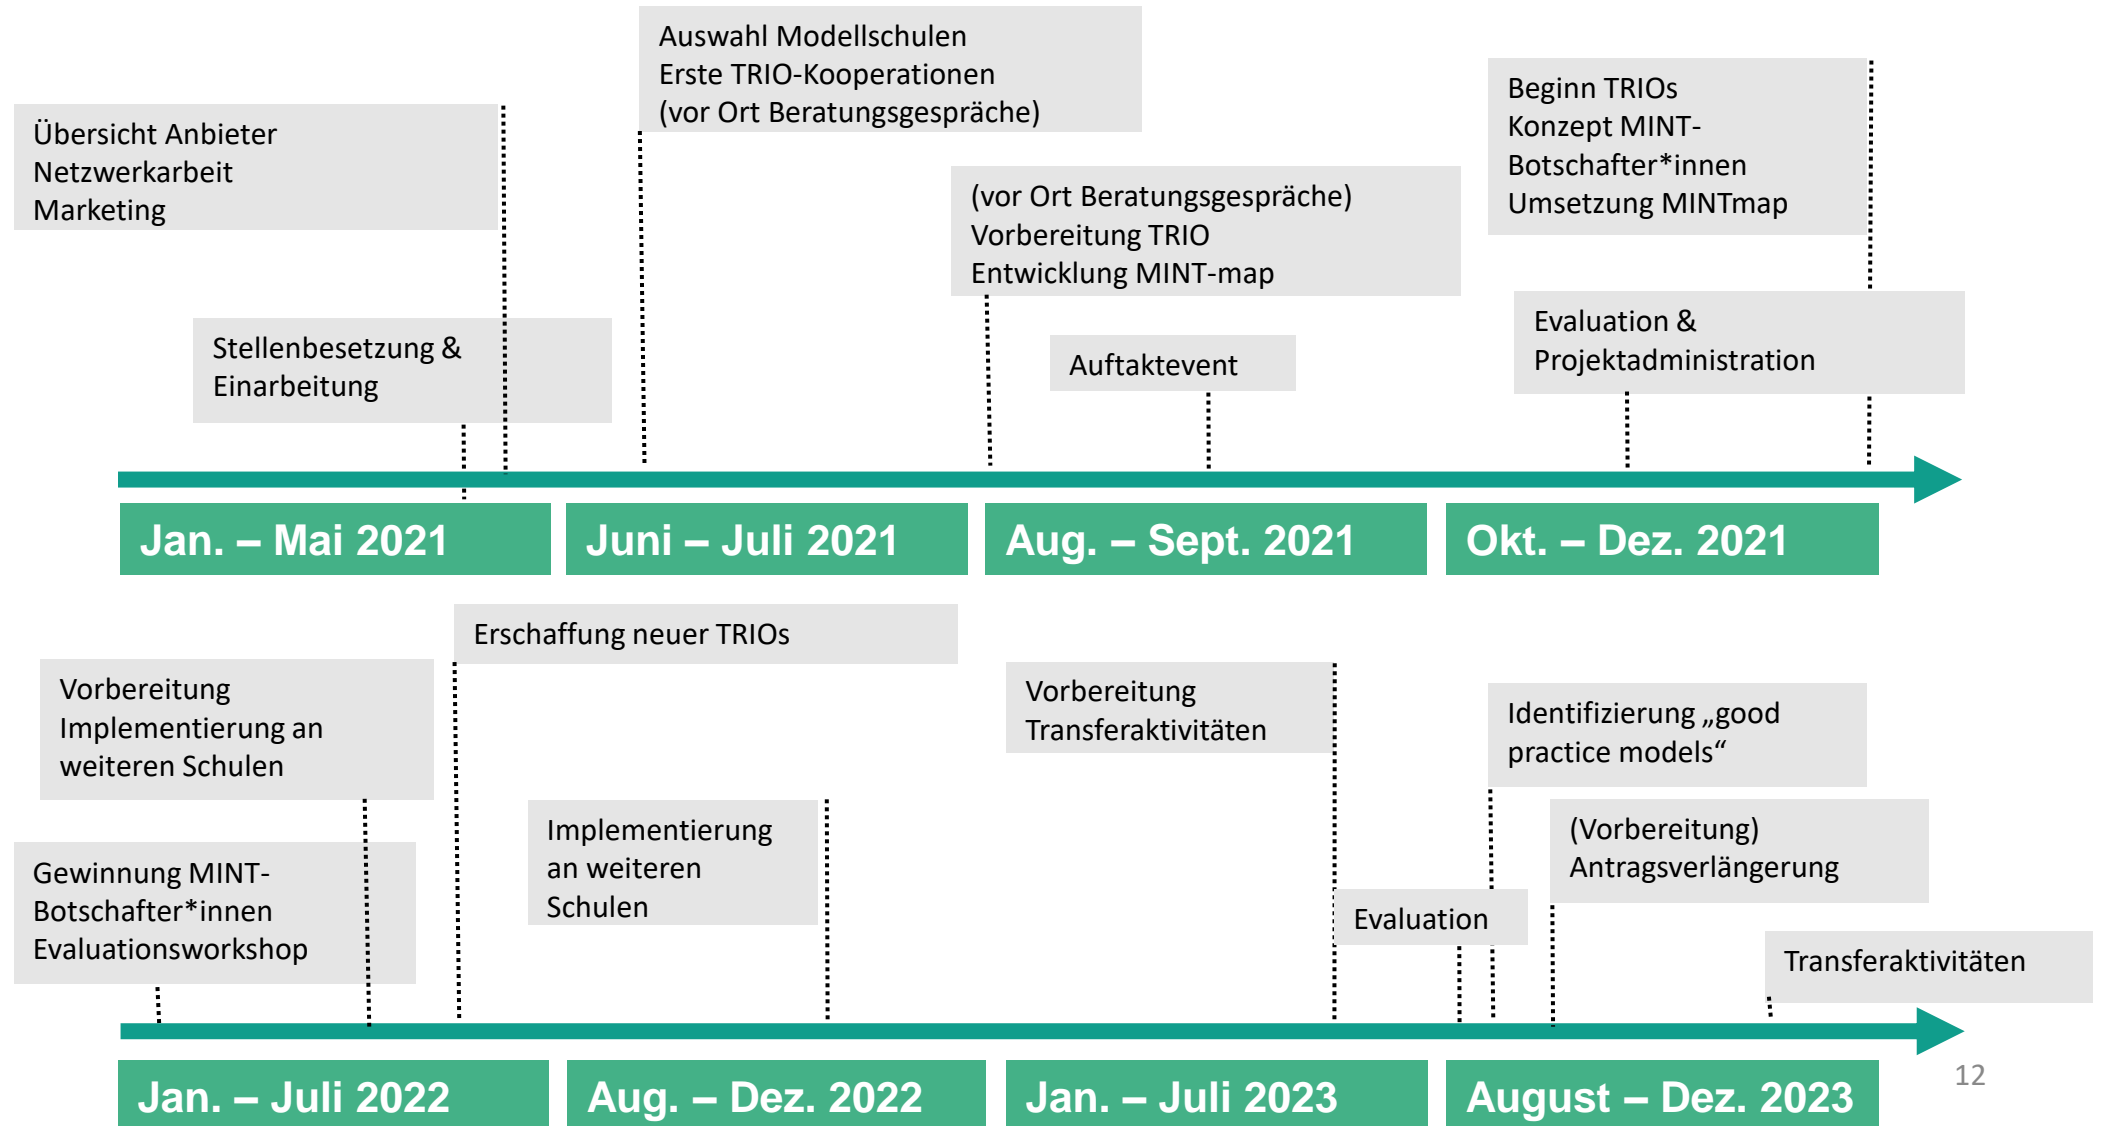 Auswahl Modellschulen
Erste TRIO-Kooperationen
(vor Ort Beratungsgespräche)
Übersicht Anbieter
Netzwerkarbeit
Marketing
Beginn TRIOs
Konzept MINT-
Botschafter*innen
Umsetzung MINTmap
(vor Ort Beratungsgespräche)
Vorbereitung TRIO
Entwicklung MINT-map
Stellenbesetzung &
Einarbeitung
Auftaktevent
Evaluation &
Projektadministration
Jan. – Mai 2021
Juni – Juli 2021
Aug. – Sept. 2021
Okt. – Dez. 2021
Erschaffung neuer TRIOs
Vorbereitung
Implementierung an
weiteren Schulen
Vorbereitung
Transferaktivitäten
Identifizierung „good
practice models“
Gewinnung MINT-
Botschafter*innen
Evaluationsworkshop
Implementierung
an weiteren
Schulen
(Vorbereitung)
Antragsverlängerung
Evaluation
Transferaktivitäten
Jan. – Juli 2022
Aug. – Dez. 2022
Jan. – Juli 2023
August – Dez. 2023
12